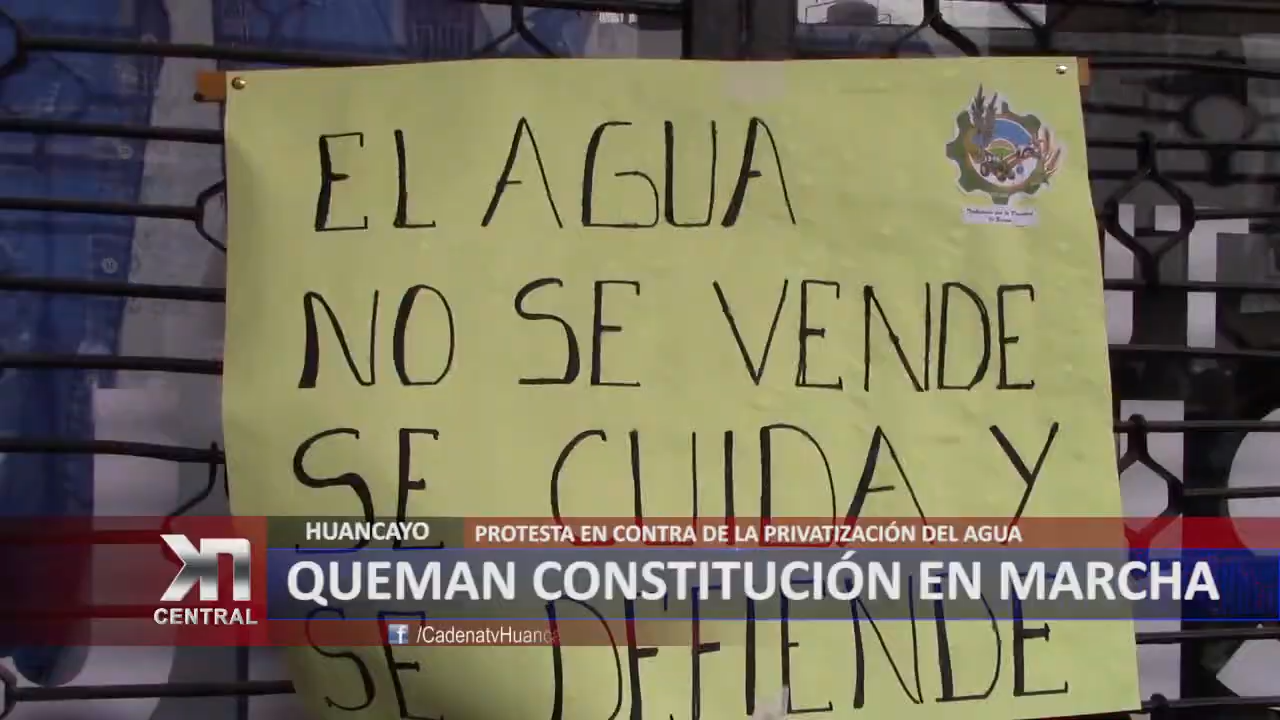 EL AGUA
NO SE VENDE
SE CUIDA Y
SE DEFIENDE
HUANCAYO
PROTESTA EN CONTRA DE LA PRIVATIZACIÓN DEL AGUA
QUEMAN CONSTITUCIÓN EN MARCHA
CENTRAL
/CadenatvHuanca